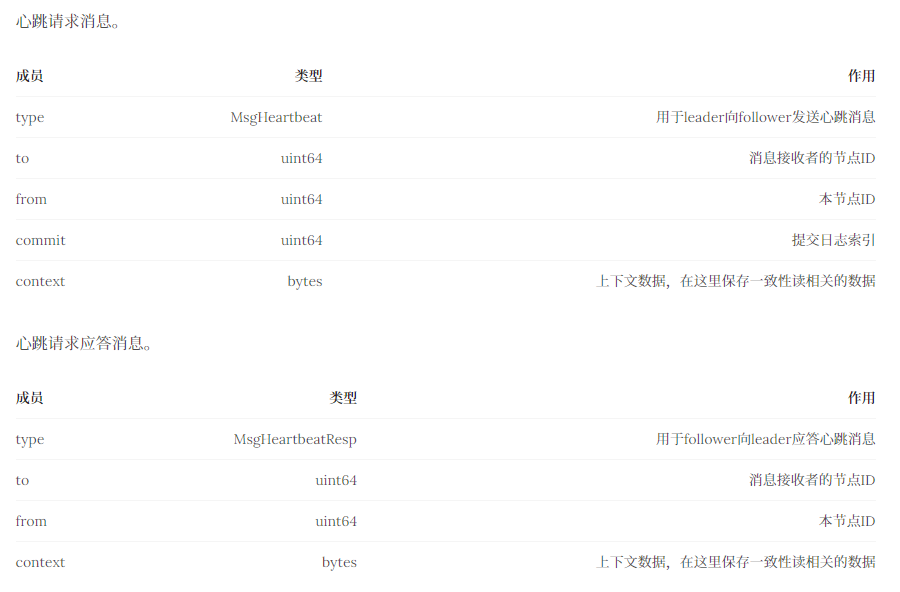 心跳请求消息。
成员 类型 作用
type MsgHeartbeat 用于leader向follower发送心跳消息
to uint64 消息接收者的节点ID
from uint64 本节点ID
commit uint64 提交日志索引
context bytes 上下文数据，在这里保存一致性读相关的数据
心跳请求应答消息。
成员 类型 作用
type MsgHeartbeatResp 用于follower向leader应答心跳消息
to uint64 消息接收者的节点ID
from uint64 本节点ID
context bytes 上下文数据，在这里保存一致性读相关的数据